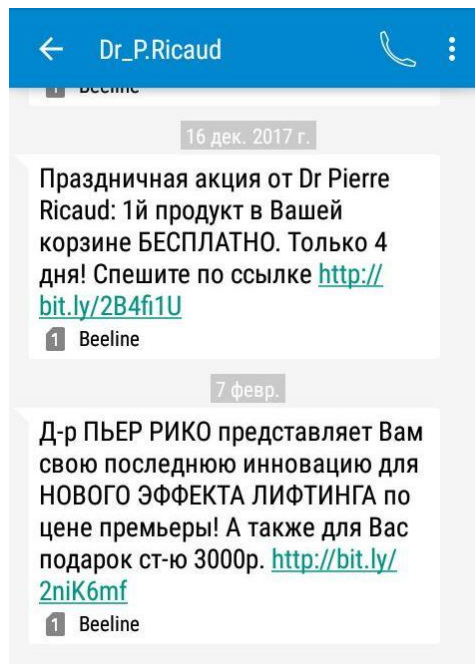 Dr_P.Ricaud
1 Beeline
16 дек. 2017 г.
Праздничная акция от Dr Pierre
Ricaud: 1й продукт в Вашей
корзине БЕСПЛАТНО. Только 4
дня! Спешите по ссылке http://
bit.ly/2B4fi1U
1 Beeline
7 февр.
Д-р ПЬЕР РИКО представляет Вам
свою последнюю инновацию для
НОВОГО ЭФФЕКТА ЛИФТИНГА по
цене премьеры! А также для Вас
подарок ст-ю 3000р. http://bit.ly/
2niK6mf
1 Beeline